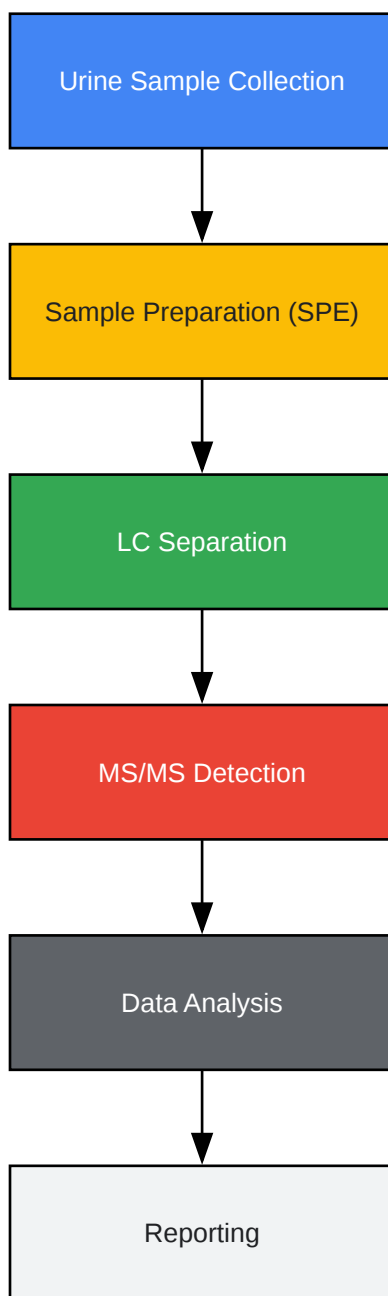 Urine Sample Collection
Sample Preparation (SPE)
LC Separation
MS/MS Detection
Data Analysis
Reporting